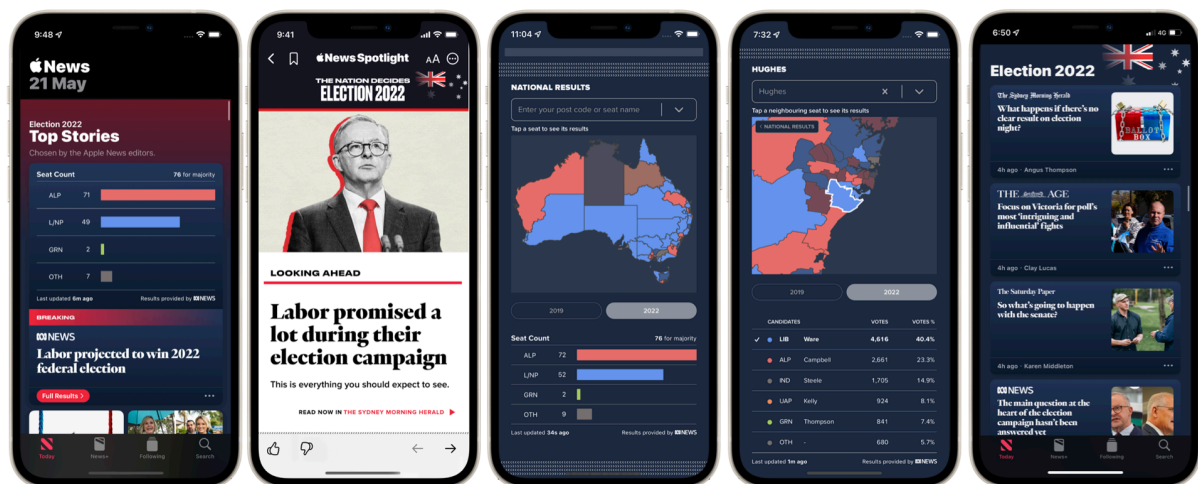 9:48
News
21 May
Election 2022
Top Stories
Chosen by the Apple News editors.
Seat Count
76 for majority
ALP 71
L/NP 49
GRN 2
OTH 7
Last updated 6m ago
Results provided by NEWS
BREAKING
NEWS
Labor projected to win 2022
federal election
Full Results >
Today
News+
Following
Search
9:41
News Spotlight
AA
THE NATION DECIDES
ELECTION 2022
LOOKING AHEAD
Labor promised a
lot during their
election campaign
This is everything you should expect to see.
READ NOW IN THE SYDNEY MORNING HERALD
11:04
NATIONAL RESULTS
Enter your post code or seat name
Tap a seat to see its results
2019
2022
Seat Count
76 for majority
ALP 72
L/NP 52
GRN 2
OTH 9
Last updated 34s ago
Results provided by NEWS
7:32
HUGHES
Hughes
Tap a neighbouring seat to see its results
< NATIONAL RESULTS
2019
2022
CANDIDATES VOTES VOTES %
LIB Ware 4,616 40.4%
ALP Campbell 2,661 23.3%
IND Steele 1,705 14.9%
UAP Kelly 924 8.1%
GRN Thompson 841 7.4%
OTH - 680 5.7%
Last updated 1m ago
Results provided by NEWS
6:50
4G
Election 2022
The Sydney Morning Herald
What happens if there's no
clear result on election
night?
BALLOT
BOX
4h ago · Angus Thompson
THE AGE
Focus on Victoria for poll's
most 'intriguing and
influential' fights
4h ago · Clay Lucas
The Saturday Paper
So what's going to happen
with the senate?
4h ago · Karen Middleton
NEWS
The main question at the
heart of the election
campaign hasn't been
answered yet
Today
News+
Following
Search